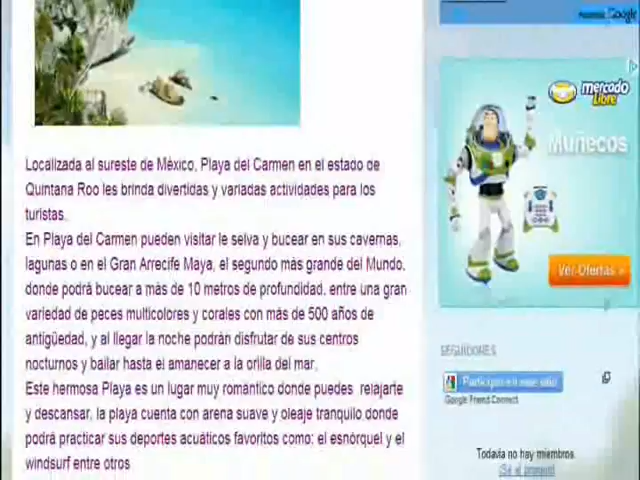 Google
Localizada al sureste de México, Playa del Carmen en el estado de
Quintana Roo les brinda divertidas y variadas actividades para los
turistas.
En Playa del Carmen pueden visitar le selva y bucear en sus cavernas,
lagunas o en el Gran Arrecife Maya, el segundo más grande del Mundo,
donde podrá bucear a más de 10 metros de profundidad, entre una gran
variedad de peces multicolores y corales con más de 500 años de
antigüedad, y al llegar la noche podrán disfrutar de sus centros
nocturnos y bailar hasta el amanecer a la orilla del mar.
Este hermosa Playa es un lugar muy romántico donde puedes relajarte
y descansar, la playa cuenta con arena suave y oleaje tranquilo donde
podrá practicar sus deportes acuáticos favoritos como: el esnórquel y el
windsurf entre otros
mercado
Libre
Muñecos
Ver Ofertas »
SEGUIDORES
Participar en este sitio
Google Friend Connect
Todavía no hay miembros.
¡Sé el primero!